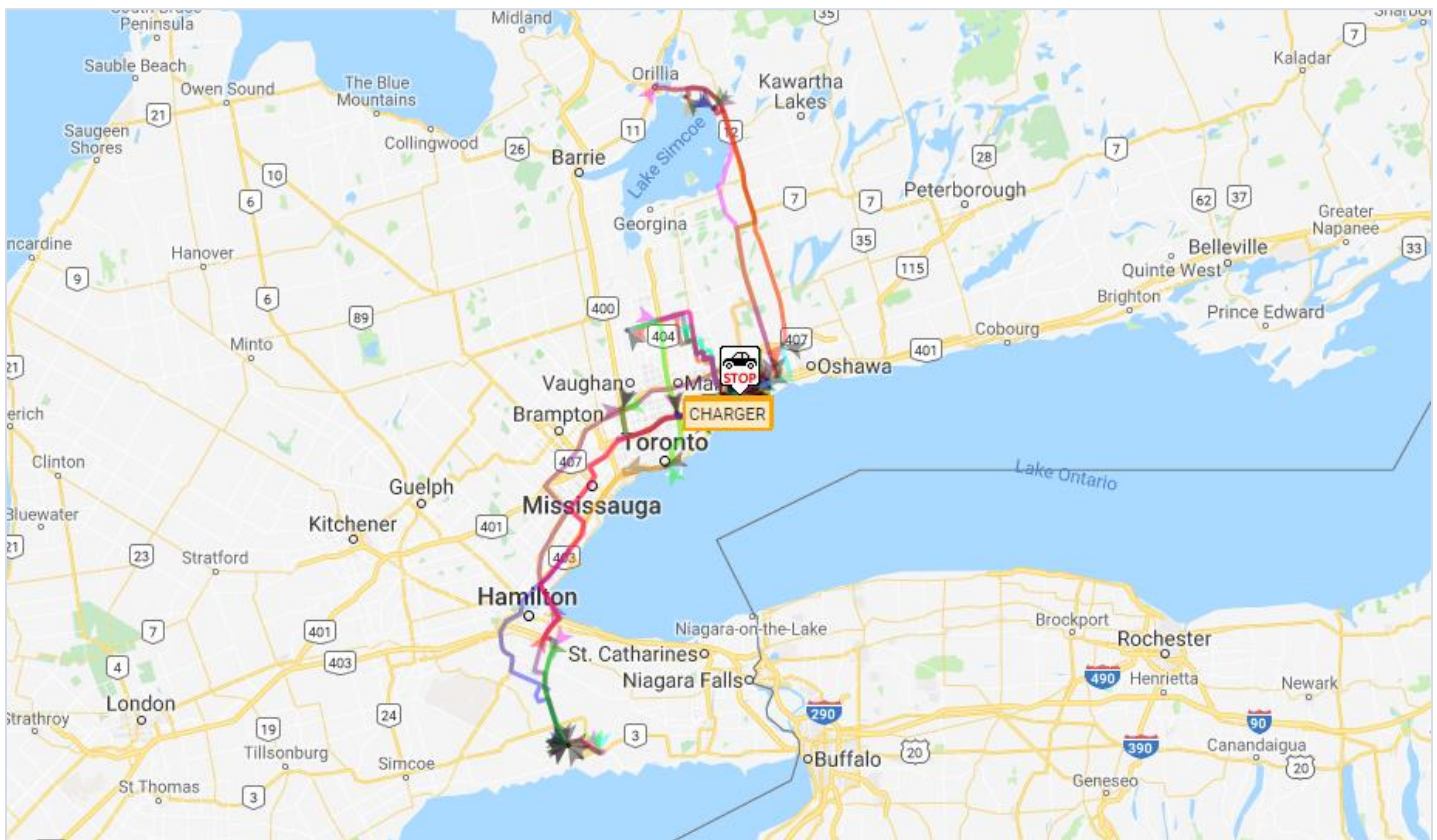 South Bruce
Peninsula
Midland
35
Sharbot
7
Sauble Beach
Owen Sound
The Blue
Mountains
Orillia
Kawartha
Lakes
Kaladar
21
Saugeen
Shores
Collingwood
11
12
26
Barrie
Lake Simcoe
28
7
10
Peterborough
6
Georgina
7
7
62
37
Greater
Napanee
ncardine
Hanover
35
Belleville
33
9
115
Quinte West
6
400
Brighton
Prince Edward
89
404
407
Cobourg
Minto
401
21
STOP
Oshawa
Vaughan
Ma
erich
Brampton
CHARGER
Toronto
Clinton
407
Lake Ontario
Guelph
Mississauga
Bluewater
Kitchener
401
21
23
Stratford
403
Hamilton
Niagara-on-the-Lake
Brockport
7
401
Rochester
4
403
St. Catharines
490
Niagara Falls
Henrietta
Newark
London
24
290
90
Strathroy
19
3
390
Canandaigua
Tillsonburg
20
20
Simcoe
Buffalo
St Thomas
3
Geneseo